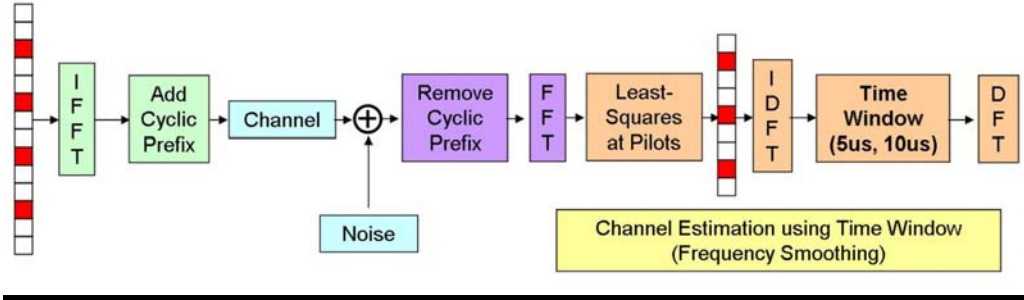 I
F
F
T
Add
Cyclic
Prefix
Channel
Noise
Remove
Cyclic
Prefix
F
F
T
Least-
Squares
at Pilots
I
D
F
T
Time
Window
(5us, 10us)
D
F
T
Channel Estimation using Time Window
(Frequency Smoothing)